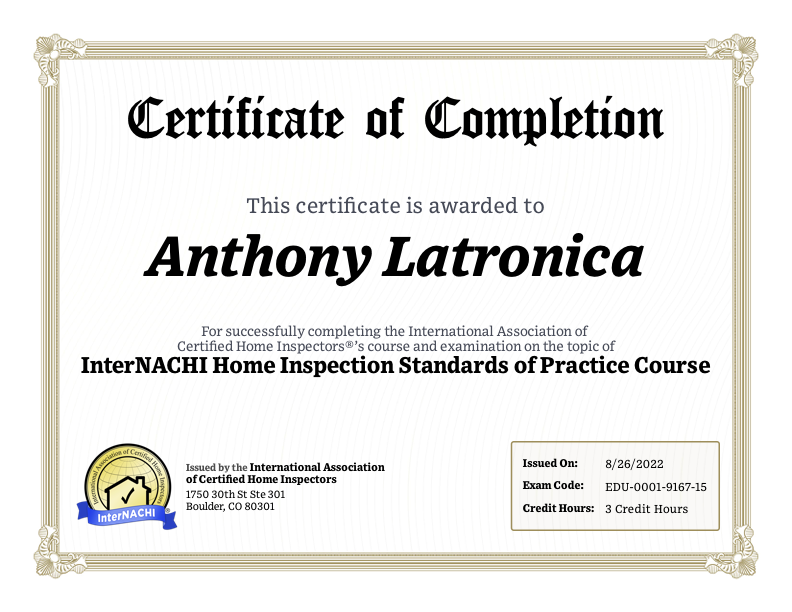 Certificate of Completion
This certificate is awarded to
Anthony Latronica
For successfully completing the International Association of
Certified Home Inspectors®'s course and examination on the topic of
InterNACHI Home Inspection Standards of Practice Course
International Association of Certified Home Inspectors
InterNACHI
®
Issued by the International Association
of Certified Home Inspectors
1750 30th St Ste 301
Boulder, CO 80301
Issued On: 8/26/2022
Exam Code: EDU-0001-9167-15
Credit Hours: 3 Credit Hours